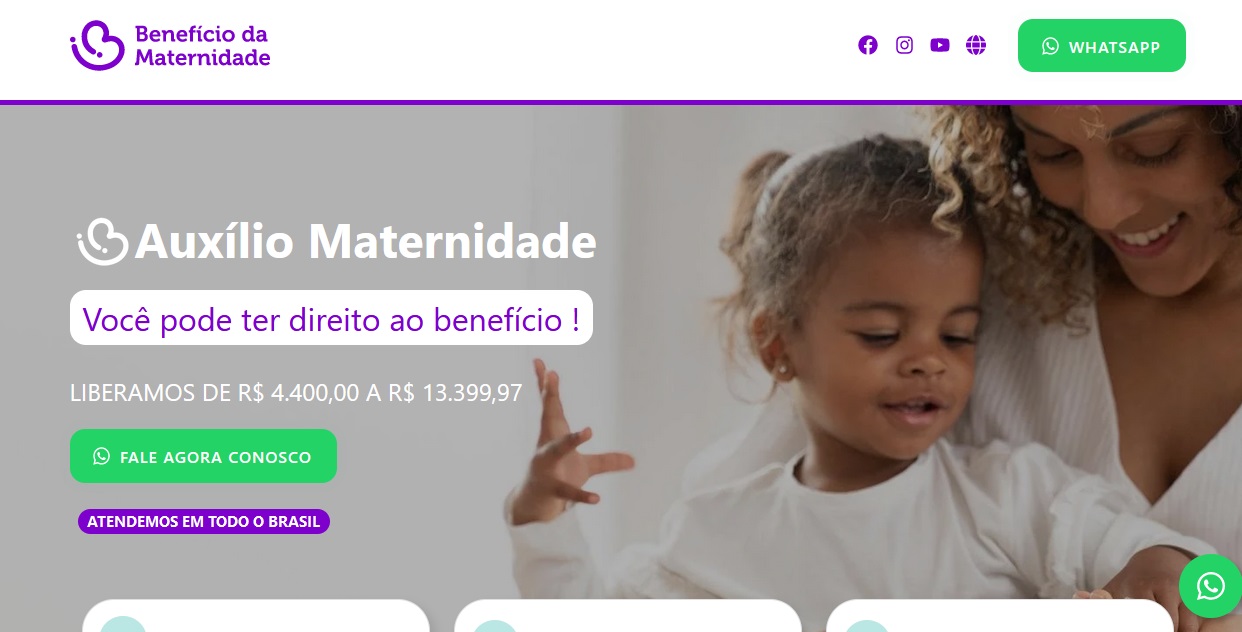 Benefício da
Maternidade
WHATSAPP
Auxílio Maternidade
Você pode ter direito ao benefício !
LIBERAMOS DE R$ 4.400,00 A R$ 13.399,97
FALE AGORA CONOSCO
ATENDEMOS EM TODO O BRASIL